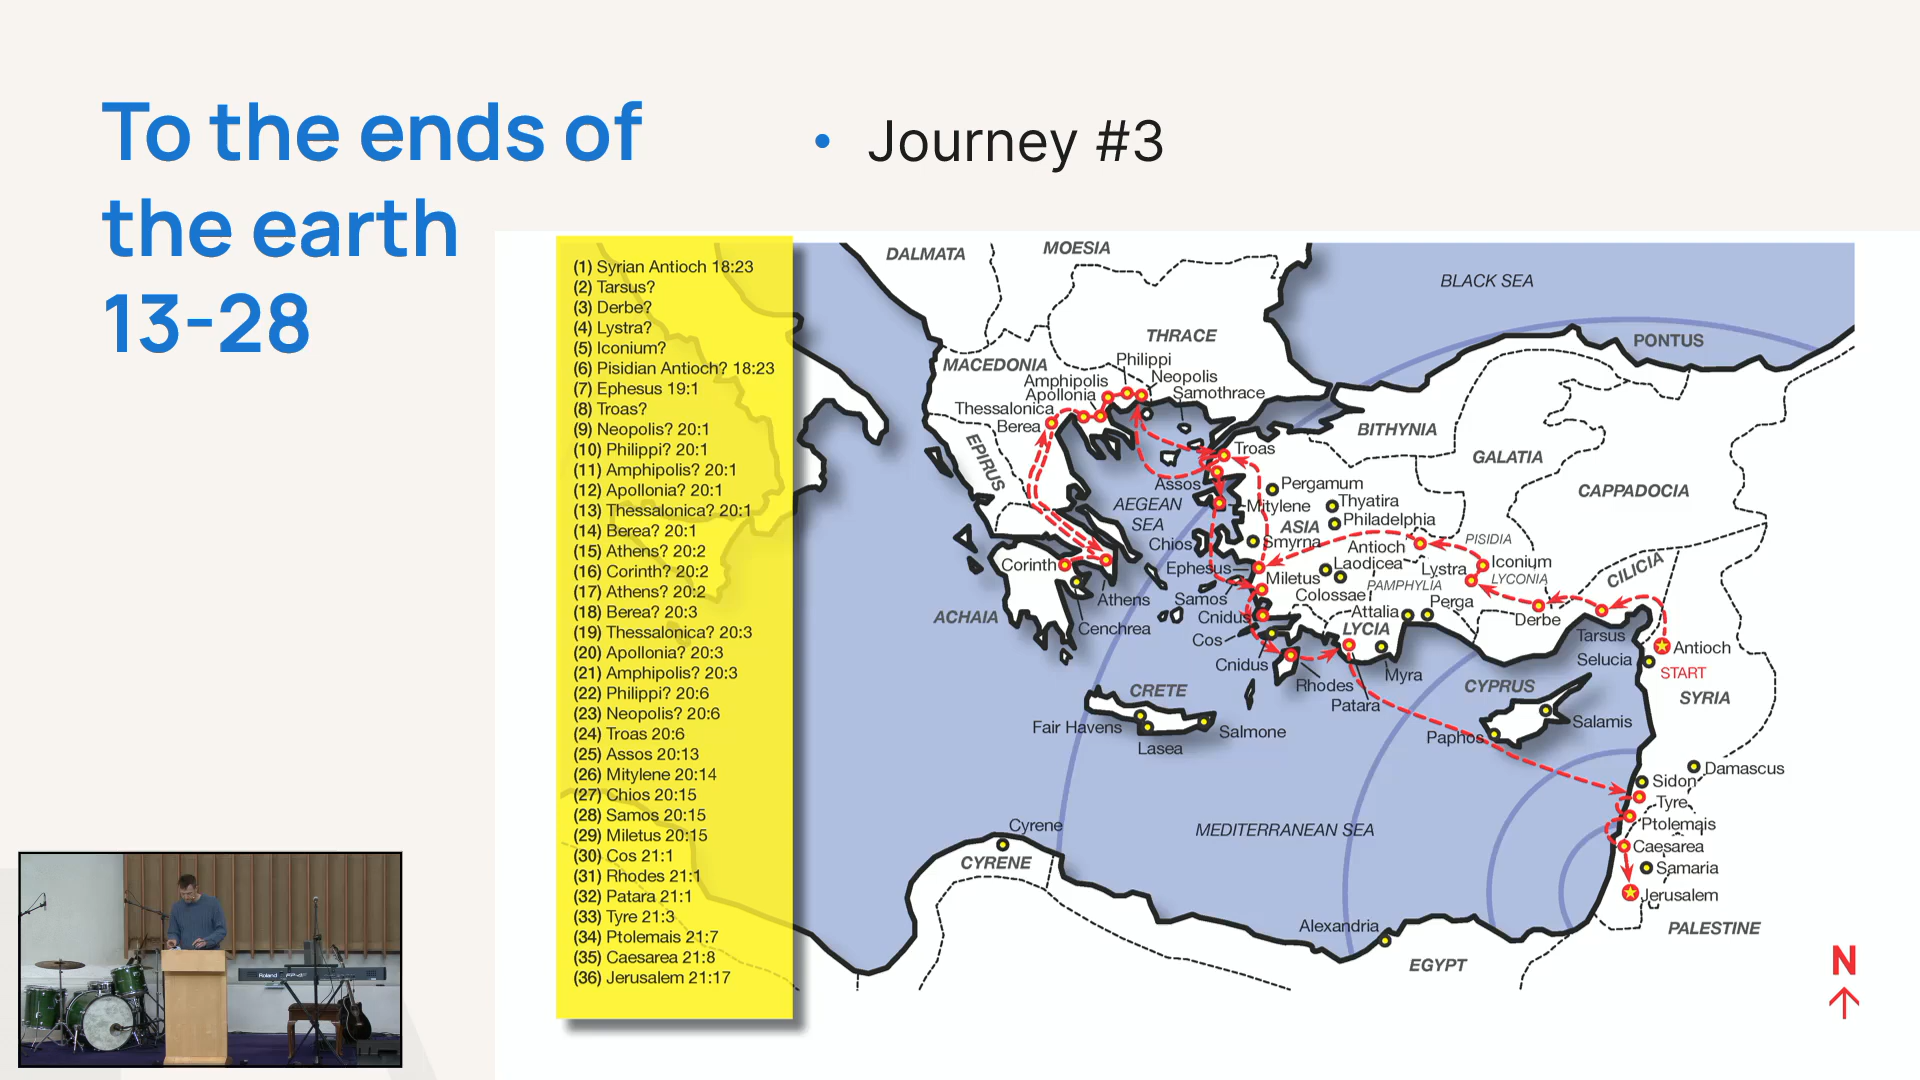 To the ends of
the earth
13-28
• Journey #3
(1) Syrian Antioch 18:23
(2) Tarsus?
(3) Derbe?
(4) Lystra?
(5) Iconium?
(6) Pisidian Antioch? 18:23
(7) Ephesus 19:1
(8) Troas?
(9) Neopolis? 20:1
(10) Philippi? 20:1
(11) Amphipolis? 20:1
(12) Apollonia? 20:1
(13) Thessalonica? 20:1
(14) Berea? 20:1
(15) Athens? 20:2
(16) Corinth? 20:2
(17) Athens? 20:2
(18) Berea? 20:3
(19) Thessalonica? 20:3
(20) Apollonia? 20:3
(21) Amphipolis? 20:3
(22) Philippi? 20:6
(23) Neopolis? 20:6
(24) Troas 20:6
(25) Assos 20:13
(26) Mitylene 20:14
(27) Chios 20:15
(28) Samos 20:15
(29) Miletus 20:15
(30) Cos 21:1
(31) Rhodes 21:1
(32) Patara 21:1
(33) Tyre 21:3
(34) Ptolemais 21:7
(35) Caesarea 21:8
(36) Jerusalem 21:17
DALMATA
MOESIA
BLACK SEA
THRACE
PONTUS
MACEDONIA
Philippi
Neopolis
Amphipolis
Samothrace
Apollonia
Thessalonica
Berea
BITHYNIA
EPIRUS
Troas
GALATIA
Assos
Pergamum
CAPPADOCIA
AEGEAN
SEA
Mitylene
Thyatira
Philadelphia
ASIA
Chios
Smyrna
Antioch
PISIDIA
Corinth
Ephesus
Laodicea
Lystra
Iconium
Miletus
PAMPHYLIA
LYCONIA
CILICIA
Athens
Samos
Colossae
Perga
ACHAIA
Cnidus
Attalia
Derbe
Cenchrea
Cos
LYCIA
Tarsus
Antioch
Cnidus
Selucia
START
Rhodes
Myra
CYPRUS
SYRIA
CRETE
Patara
Salamis
Fair Havens
Salmone
Paphos
Lasea
Damascus
Sidon
Tyre
Cyrene
MEDITERRANEAN SEA
Ptolemais
CYRENE
Caesarea
Samaria
Jerusalem
Alexandria
PALESTINE
EGYPT
N
Roland